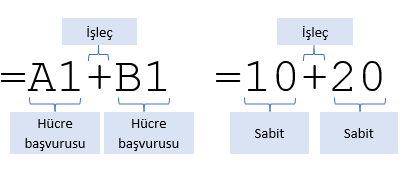 İşleç
İşleç
=A1+B1
=10+20
Hücre
başvurusu
Hücre
başvurusu
Sabit
Sabit